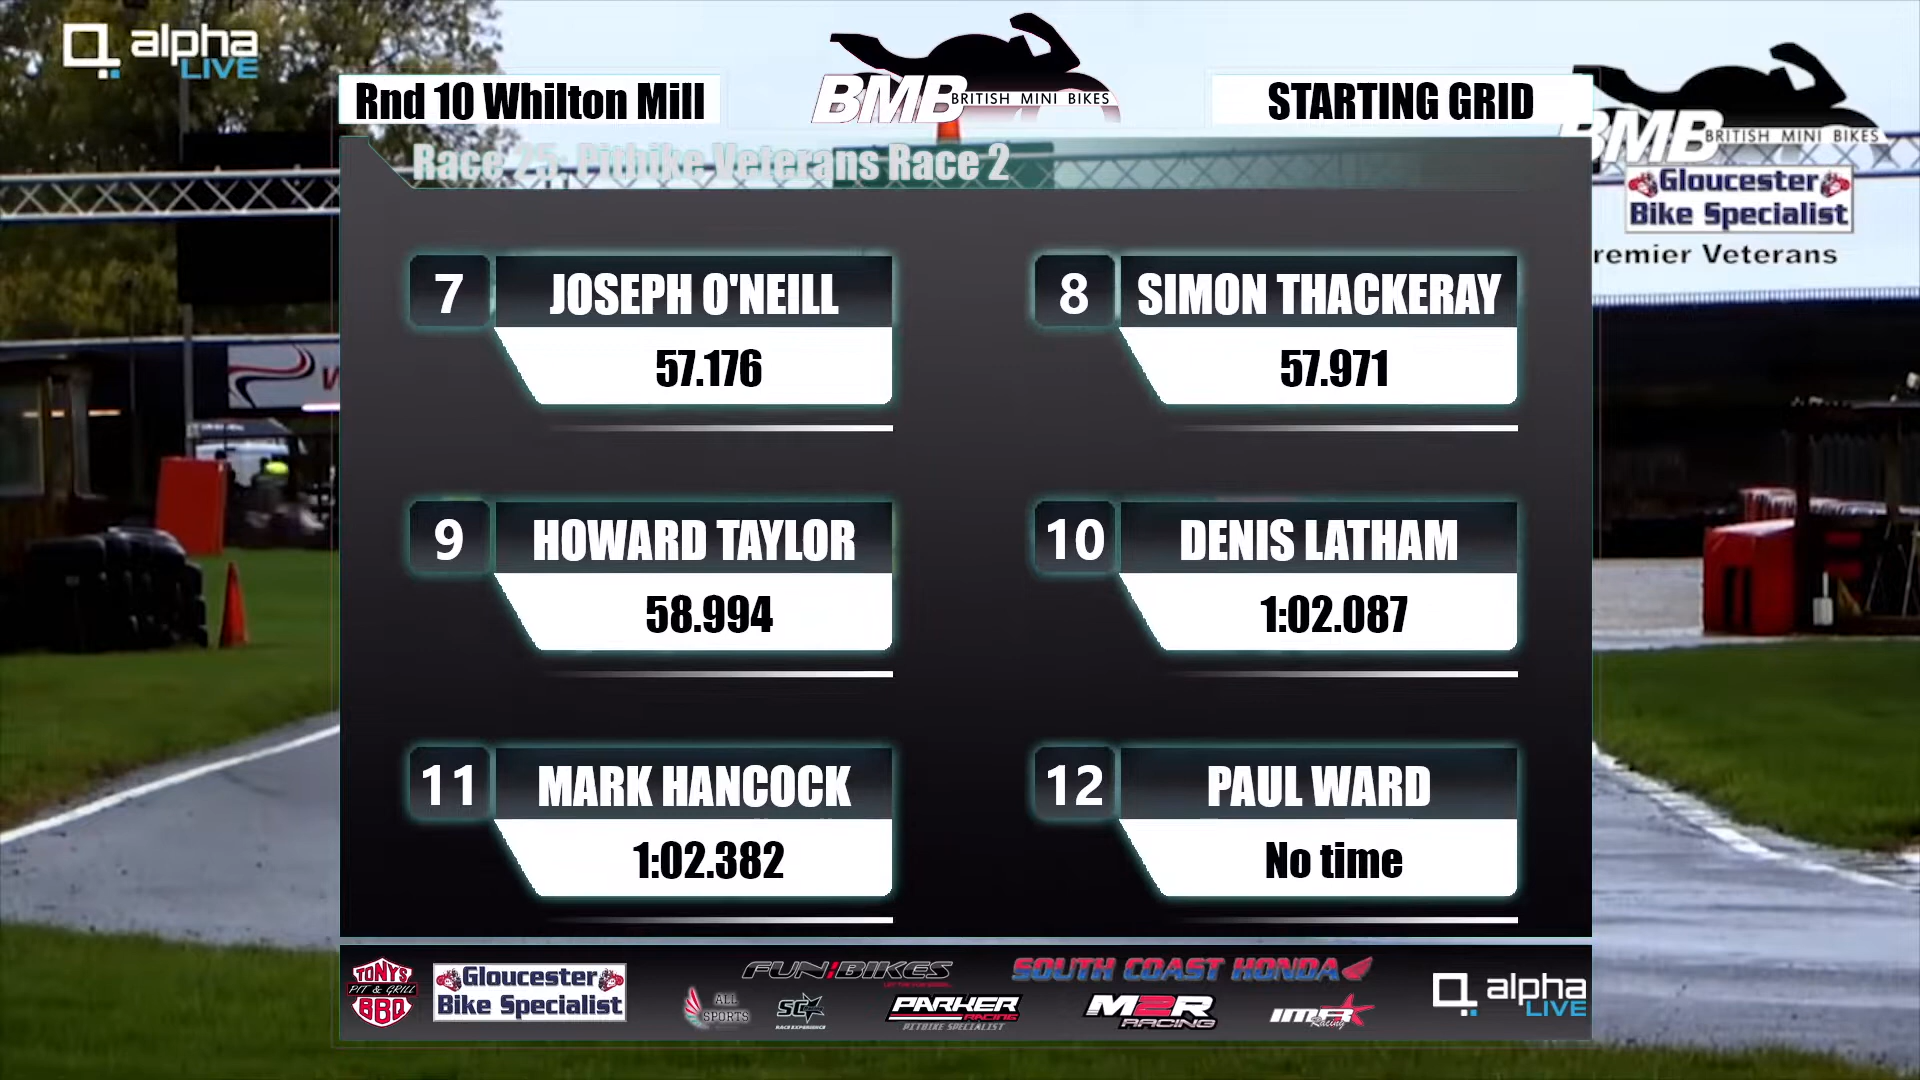 alpha
LIVE
Rnd 10 Whilton Mill
BMB BRITISH MINI BIKES
STARTING GRID
BMB BRITISH MINI BIKES
Race 25: Pitbike Veterans Race 2
Gloucester
Bike Specialist
remier Veterans
7 JOSEPH O'NEILL
57.176
8 SIMON THACKERAY
57.971
9 HOWARD TAYLOR
58.994
10 DENIS LATHAM
1:02.087
11 MARK HANCOCK
1:02.382
12 PAUL WARD
No time
TONYS
PIT & GRILL
BBQ
Gloucester
Bike Specialist
FUN:BIKES
SOUTH COAST HONDA
ALL
SPORTS
RACE EXPERIENCE
PARKER
RACING
PITBIKE SPECIALIST
M2R
RACING
IMR
Racing
alpha
LIVE